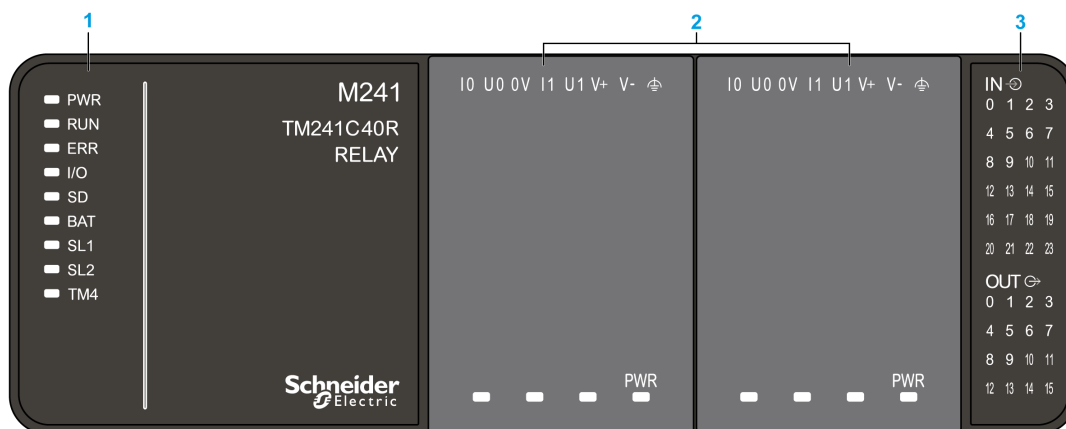 1
2
3
PWR
RUN
ERR
I/O
SD
BAT
SL1
SL2
TM4
M241
TM241C40R
RELAY
Schneider
Electric
I0 U0 0V I1 U1 V+ V-
PWR
I0 U0 0V I1 U1 V+ V-
PWR
IN
0 1 2 3
4 5 6 7
8 9 10 11
12 13 14 15
16 17 18 19
20 21 22 23
OUT
0 1 2 3
4 5 6 7
8 9 10 11
12 13 14 15